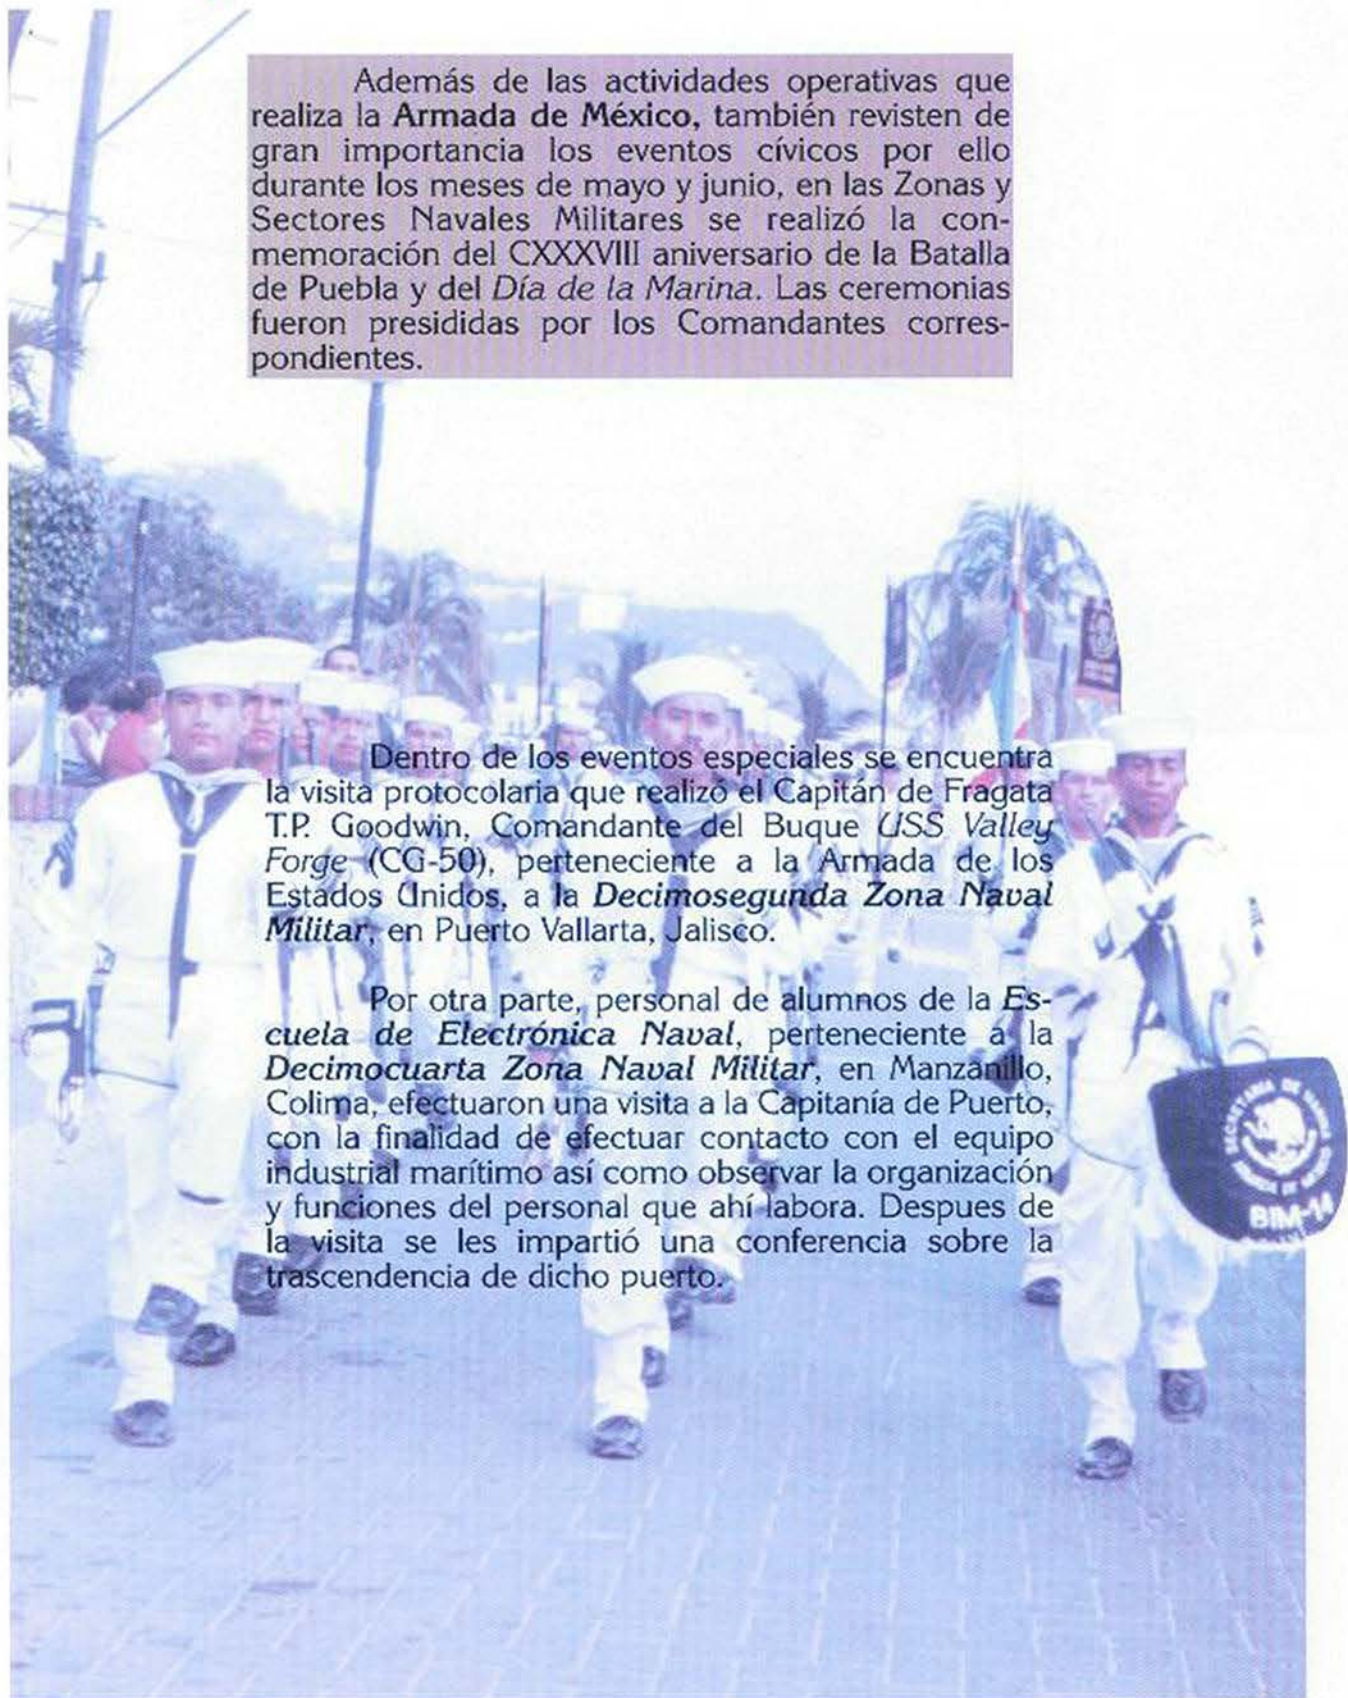 Además de las actividades operativas que
realiza la Armada de México, también revisten de
gran importancia los eventos cívicos por ello
durante los meses de mayo y junio, en las Zonas y
Sectores Navales Militares se realizó la con-
memoración del CXXXVIII aniversario de la Batalla
de Puebla y del Día de la Marina. Las ceremonias
fueron presididas por los Comandantes corres-
pondientes.
Dentro de los eventos especiales se encuentra
la visita protocolaria que realizó el Capitán de Fragata
T.P. Goodwin, Comandante del Buque USS Valley
Forge (CG-50), perteneciente a la Armada de los
Estados Unidos, a la Decimosegunda Zona Naval
Militar, en Puerto Vallarta, Jalisco.
Por otra parte, personal de alumnos de la Es-
cuela de Electrónica Naval, perteneciente a la
Decimocuarta Zona Naval Militar, en Manzanillo,
Colima, efectuaron una visita a la Capitanía de Puerto,
con la finalidad de efectuar contacto con el equipo
industrial marítimo así como observar la organización
y funciones del personal que ahí labora. Despues de
la visita se les impartió una conferencia sobre la
trascendencia de dicho puerto.
SECRETARIA DE MARINA
ARMADA DE MEXICO
BIM-14